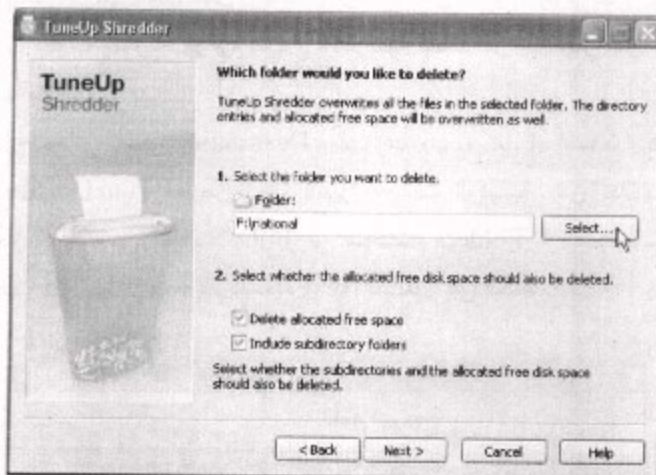 TuneUp Shredder
TuneUp
Shredder
Which folder would you like to delete?
TuneUp Shredder overwrites all the files in the selected folder. The directory
entries and allocated free space will be overwritten as well.
1. Select the folder you want to delete.
Folder:
F:\national
Select...
2. Select whether the allocated free disk space should also be deleted.
Delete allocated free space
Include subdirectory folders
Select whether the subdirectories and the allocated free disk space
should also be deleted.
< Back
Next >
Cancel
Help